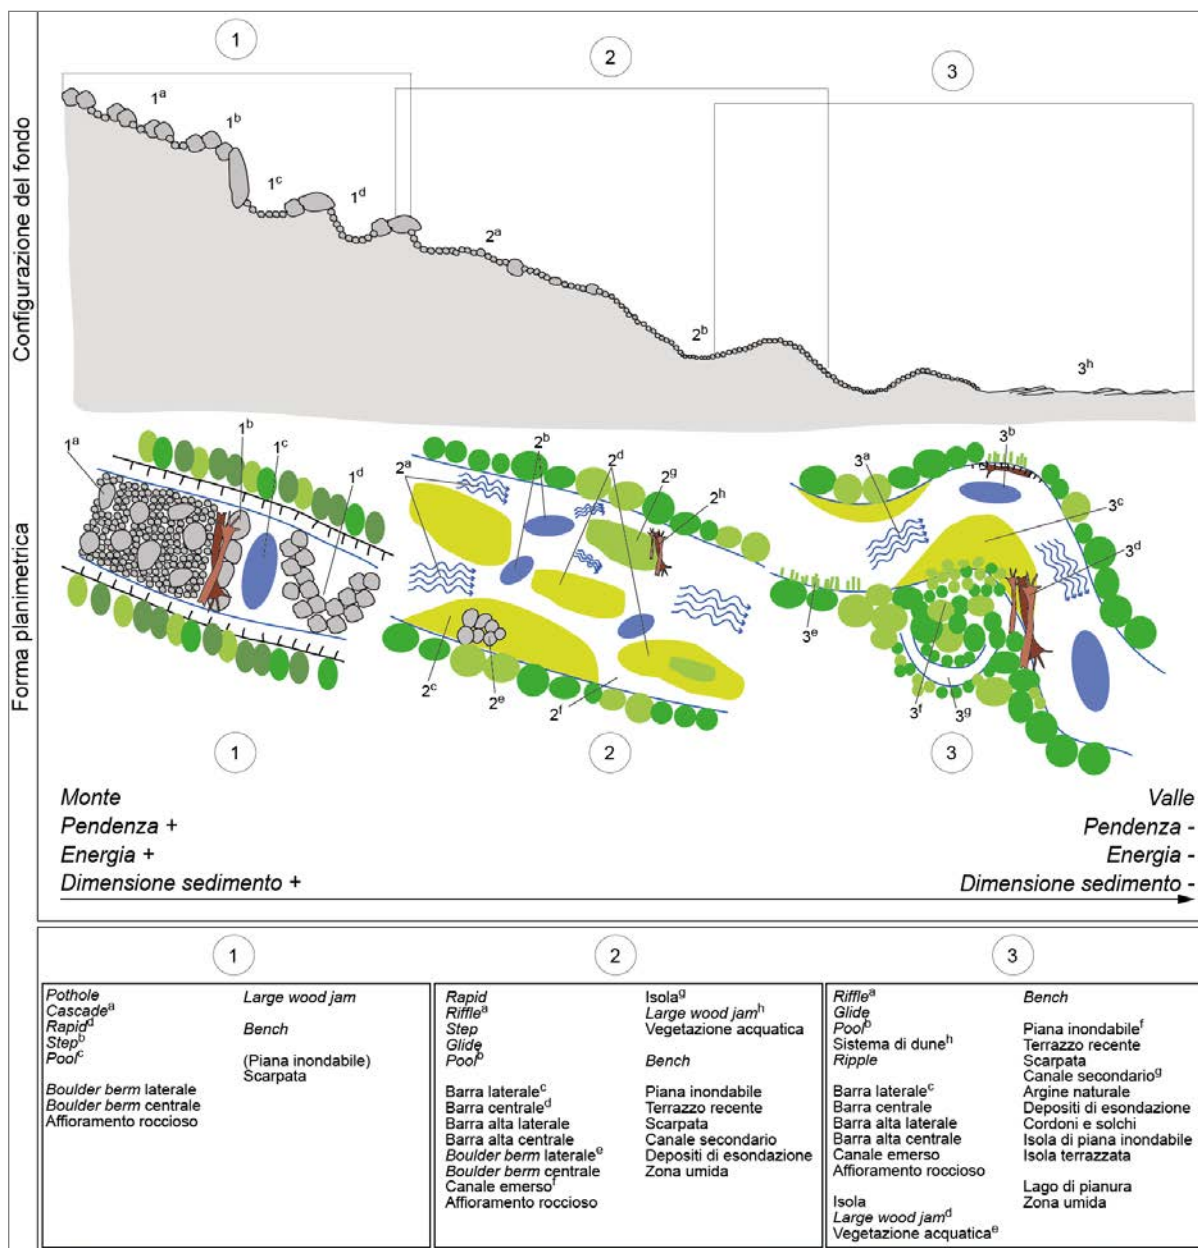 1
2
3
Configurazione del fondo
1a
1b
1c
1d
2a
2b
3h
Forma planimetrica
1a
1b
1c
1d
2a
2b
2d
2g
2h
2c
2e
2f
3a
3b
3c
3d
3e
3f
3g
1
2
3
Monte
Pendenza +
Energia +
Dimensione sedimento +
Valle
Pendenza -
Energia -
Dimensione sedimento -
1
Pothole
Cascadea
Rapidd
Stepb
Poolc
Boulder berm laterale
Boulder berm centrale
Affioramento roccioso
Large wood jam
Bench
(Piana inondabile)
Scarpata
2
Rapid
Rifflea
Step
Glide
Poolb
Barra lateralec
Barra centraled
Barra alta laterale
Barra alta centrale
Boulder berm lateralee
Boulder berm centrale
Canale emersof
Affioramento roccioso
Isolag
Large wood jamh
Vegetazione acquatica
Bench
Piana inondabile
Terrazzo recente
Scarpata
Canale secondario
Depositi di esondazione
Zona umida
3
Rifflea
Glide
Poolb
Sistema di duneh
Ripple
Barra lateralec
Barra centrale
Barra alta laterale
Barra alta centrale
Canale emerso
Affioramento roccioso
Isola
Large wood jamd
Vegetazione acquaticae
Bench
Piana inondabilef
Terrazzo recente
Scarpata
Canale secondariog
Argine naturale
Depositi di esondazione
Cordoni e solchi
Isola di piana inondabile
Isola terrazzata
Lago di pianura
Zona umida